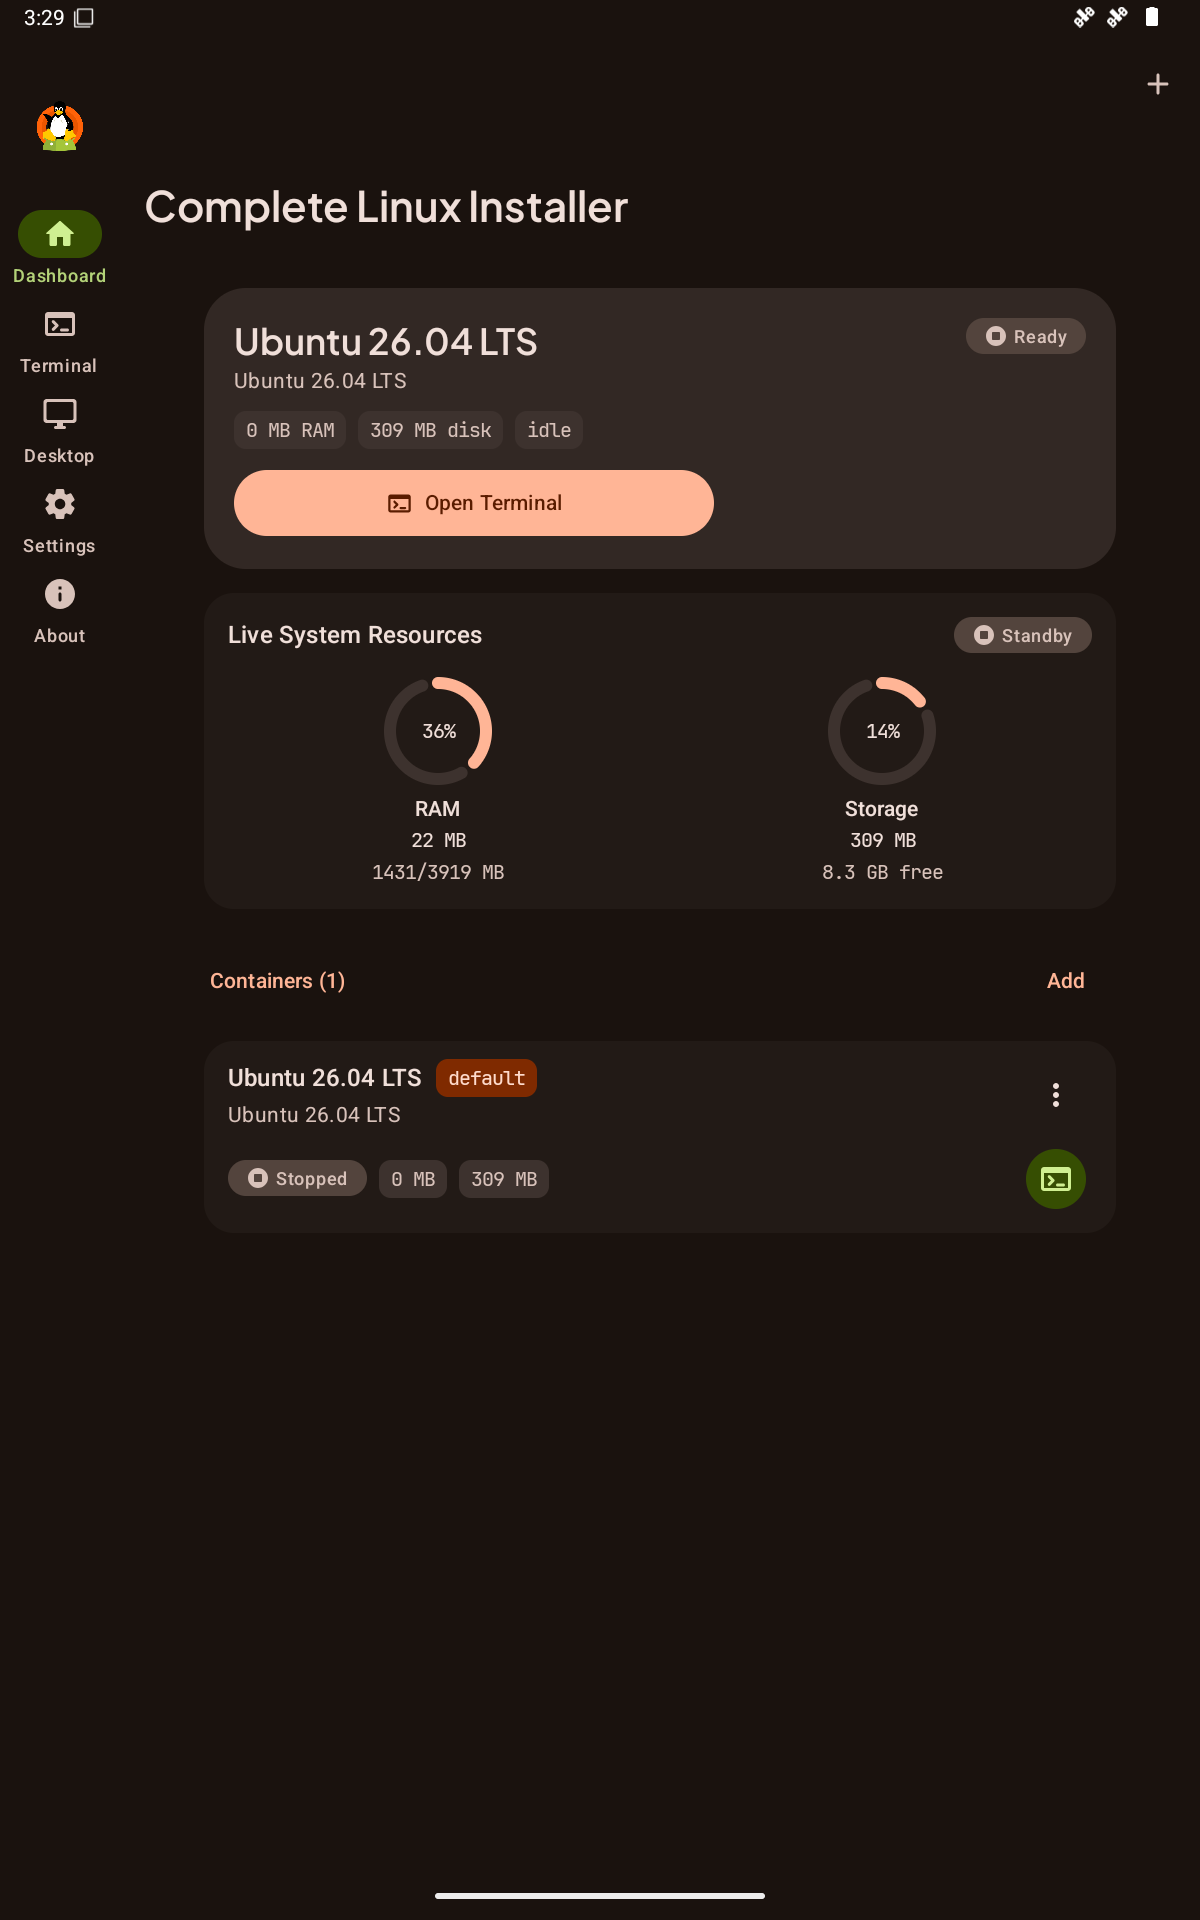 3:29
Complete Linux Installer
Dashboard
Terminal
Desktop
Settings
About
Ubuntu 26.04 LTS
Ready
Ubuntu 26.04 LTS
0 MB RAM
309 MB disk
idle
Open Terminal
Live System Resources
Standby
36%
RAM
22 MB
1431/3919 MB
14%
Storage
309 MB
8.3 GB free
Containers (1)
Add
Ubuntu 26.04 LTS
default
Ubuntu 26.04 LTS
Stopped
0 MB
309 MB